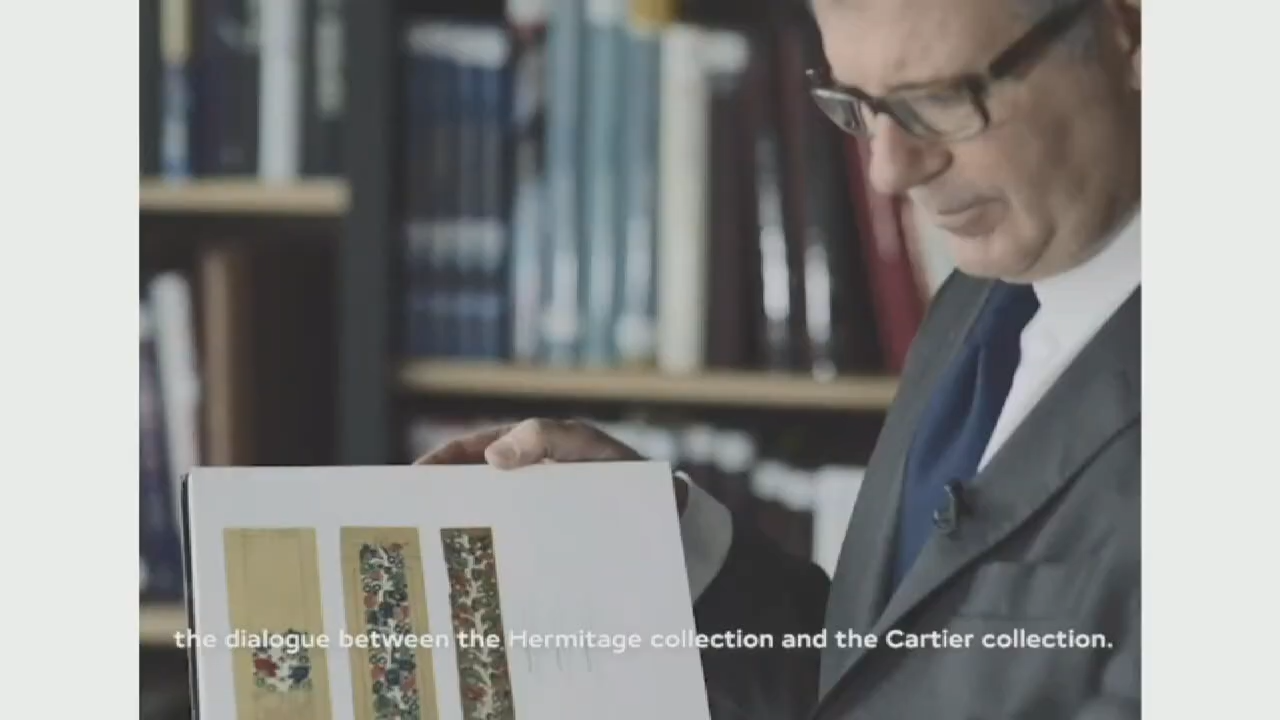 the dialogue between the Hermitage collection and the Cartier collection.